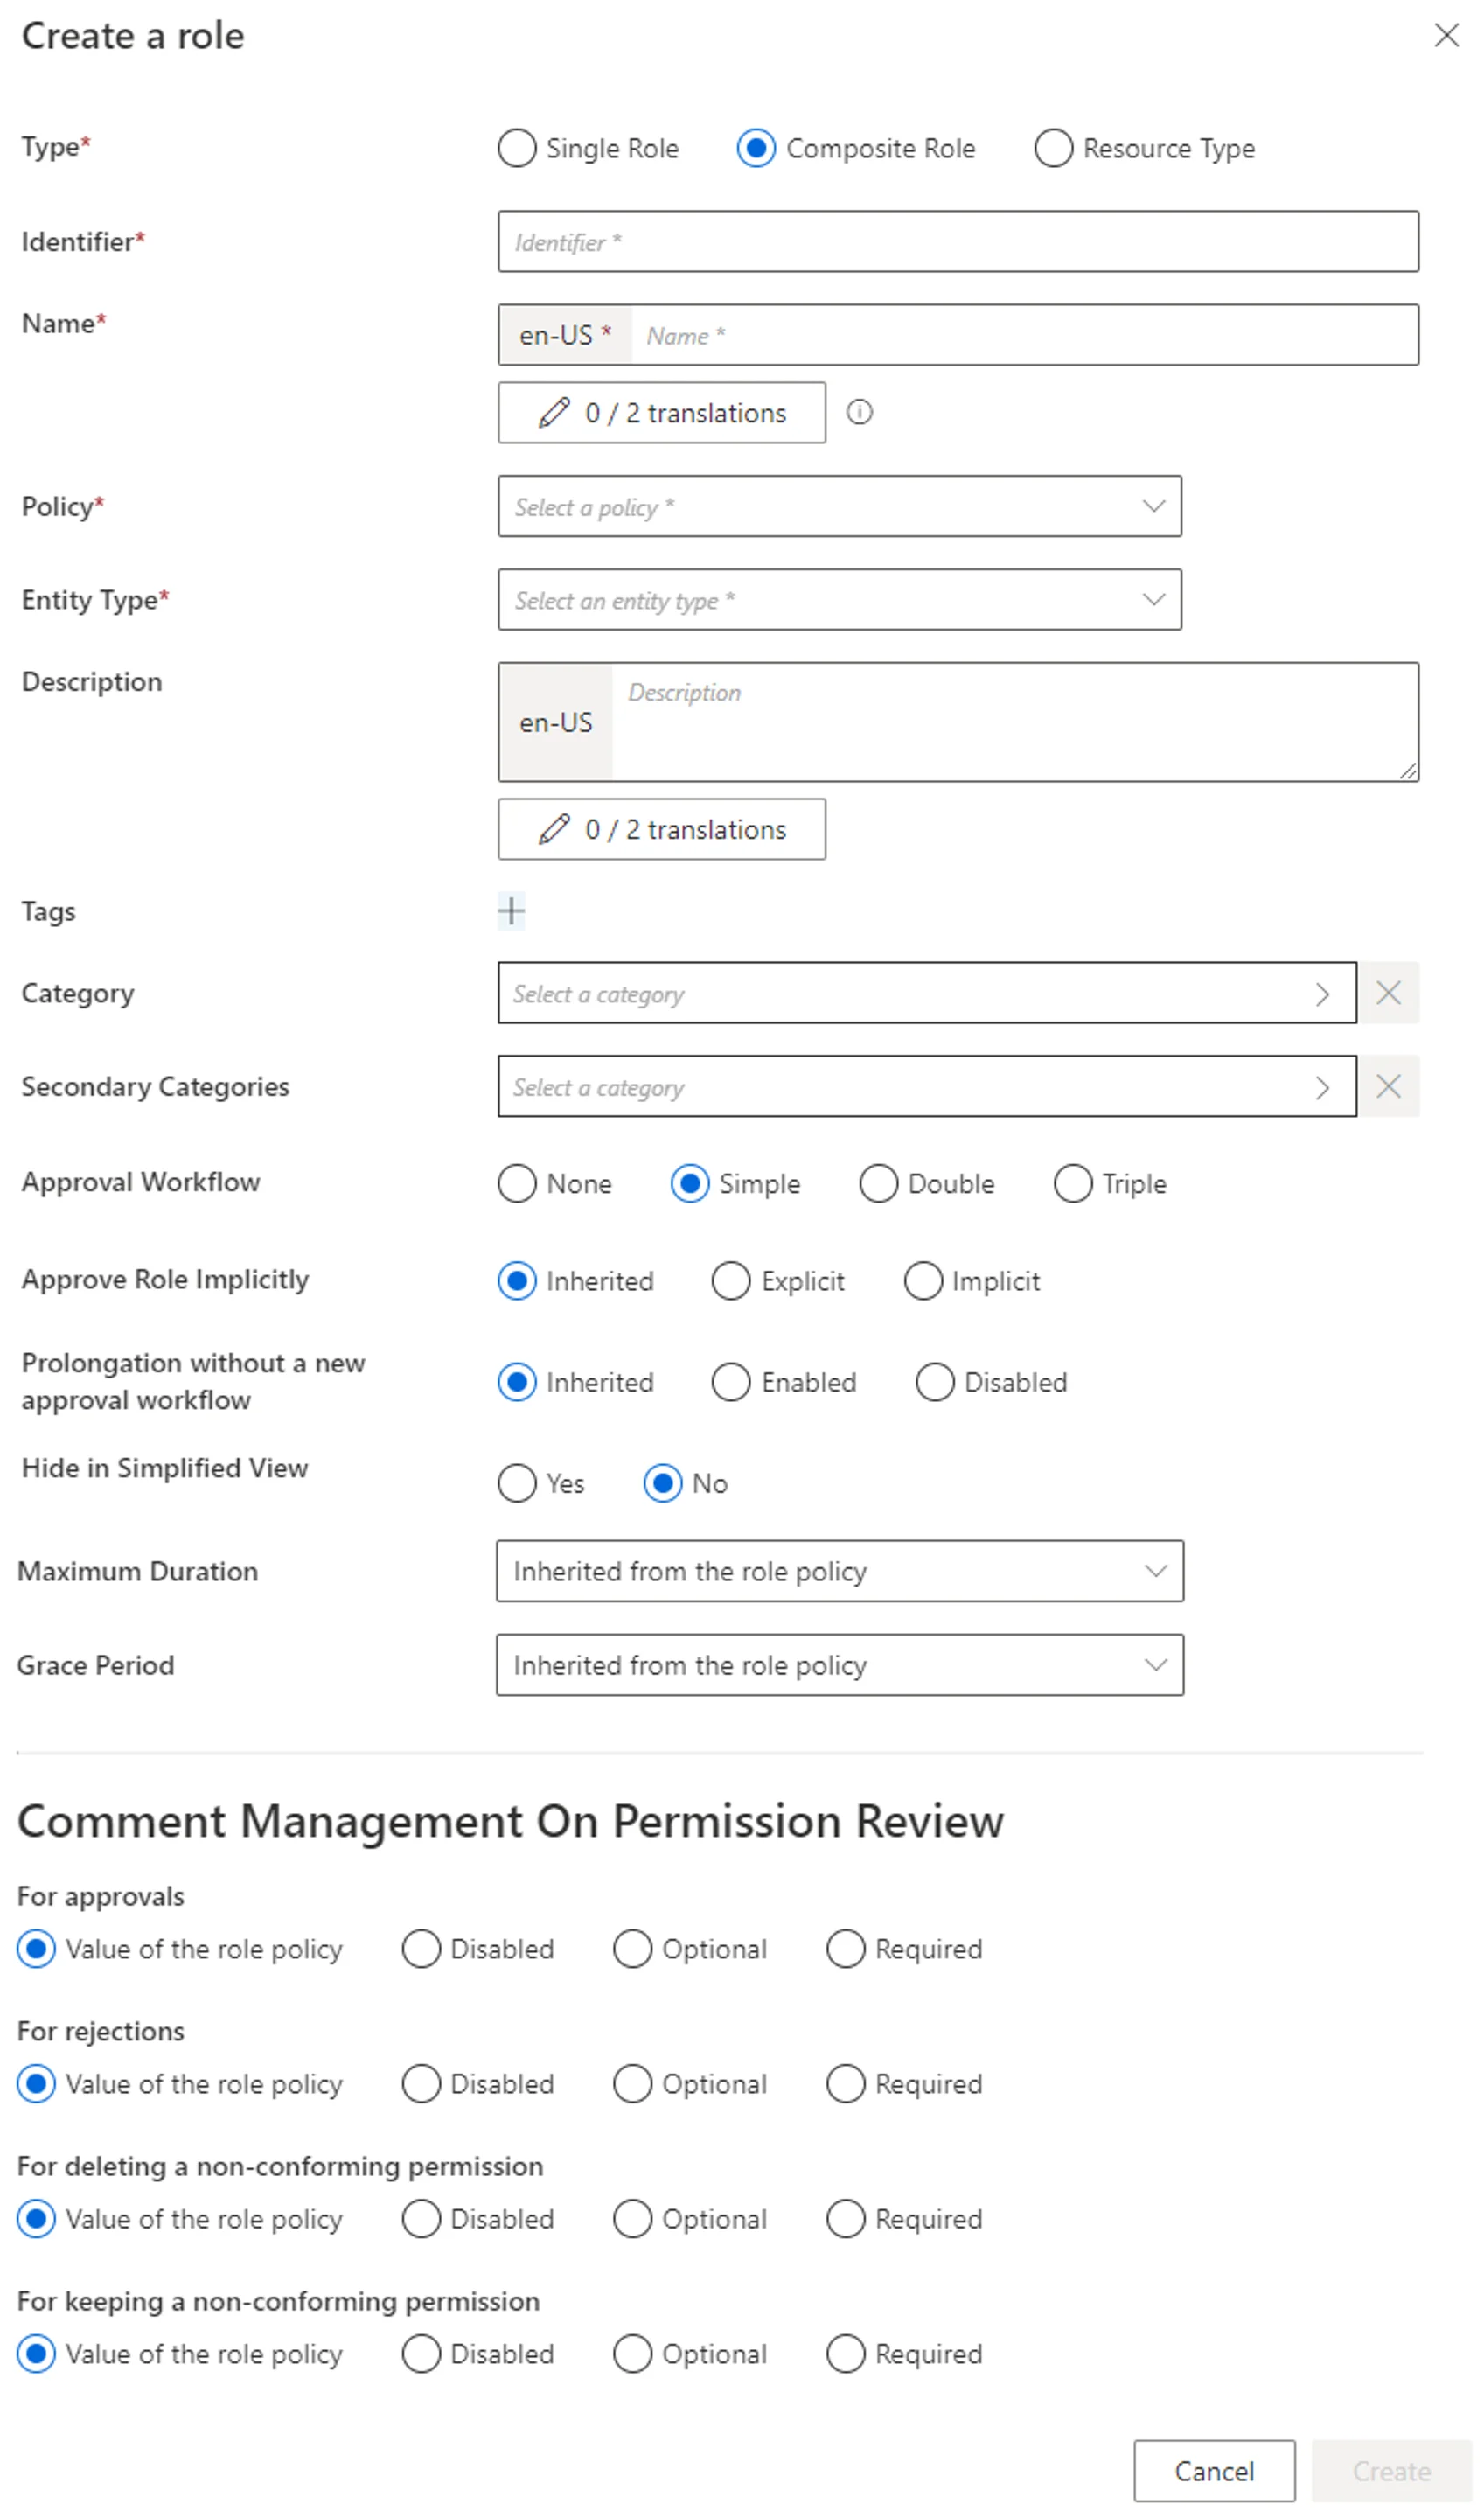 Create a role
Type* Single Role Composite Role Resource Type
Identifier* Identifier *
Name* en-US * Name *
0 / 2 translations
Policy* Select a policy *
Entity Type* Select an entity type *
Description en-US Description
0 / 2 translations
Tags
Category Select a category
Secondary Categories Select a category
Approval Workflow None Simple Double Triple
Approve Role Implicitly Inherited Explicit Implicit
Prolongation without a new
approval workflow Inherited Enabled Disabled
Hide in Simplified View Yes No
Maximum Duration Inherited from the role policy
Grace Period Inherited from the role policy
Comment Management On Permission Review
For approvals
Value of the role policy Disabled Optional Required
For rejections
Value of the role policy Disabled Optional Required
For deleting a non-conforming permission
Value of the role policy Disabled Optional Required
For keeping a non-conforming permission
Value of the role policy Disabled Optional Required
Cancel Create